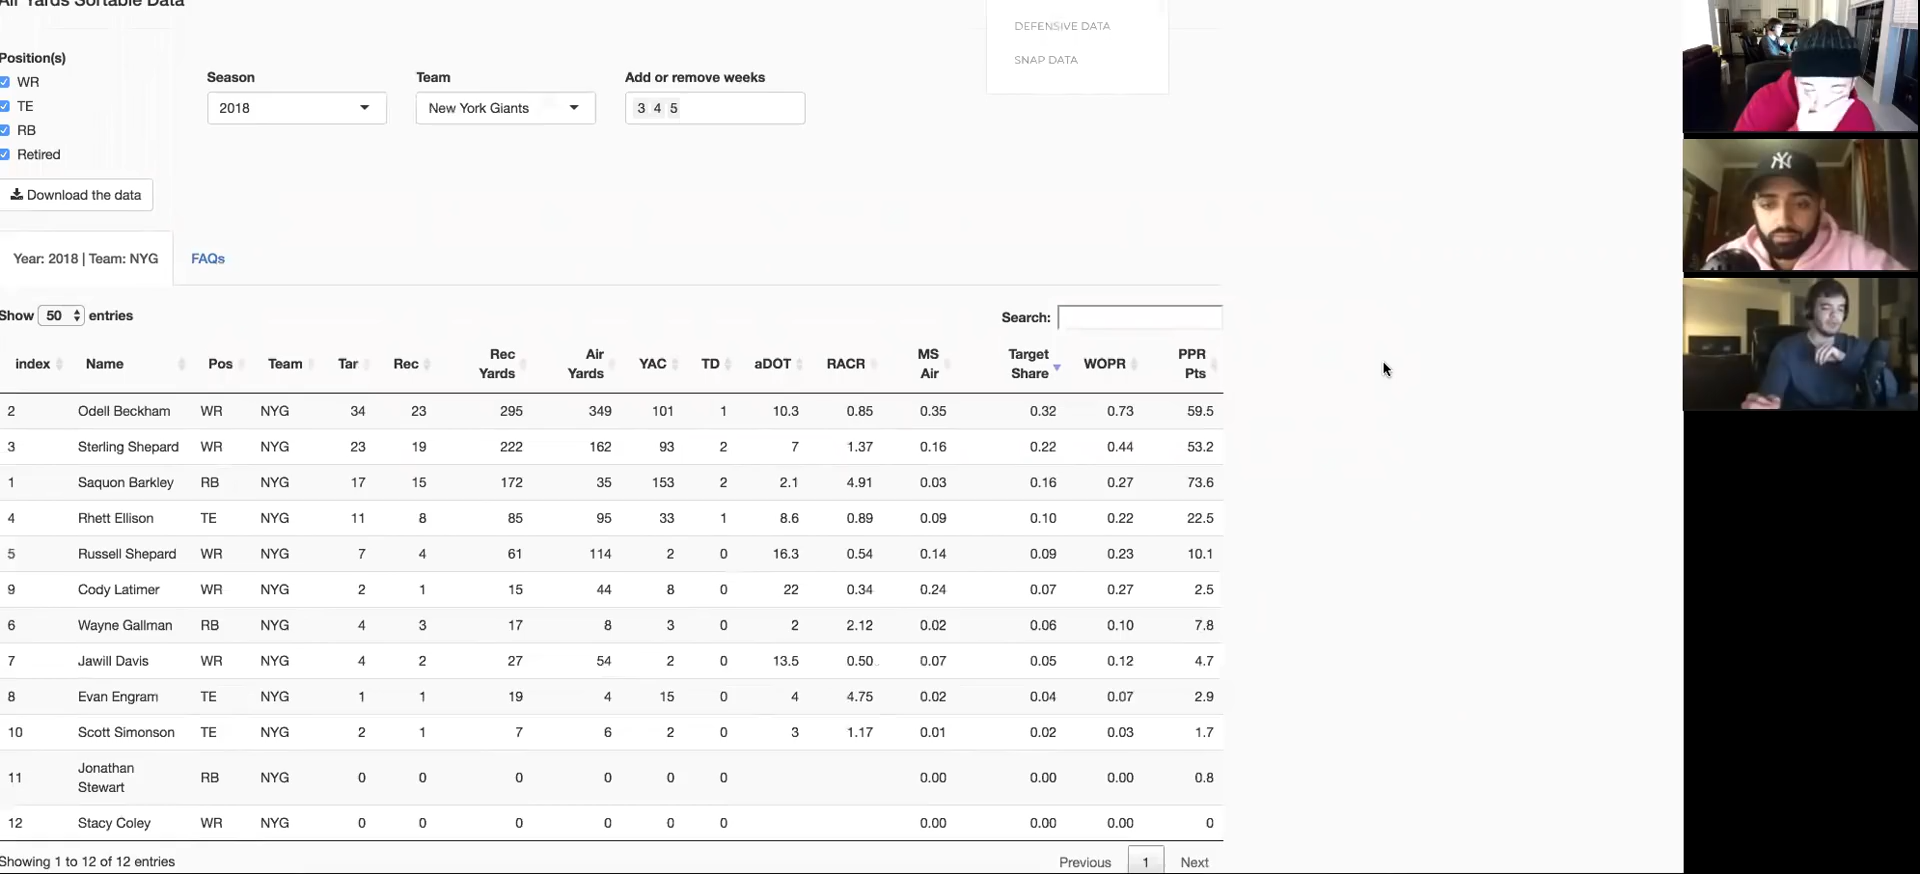 Air Yards Sortable Data
DEFENSIVE DATA
SNAP DATA
Position(s)
WR
TE
RB
Retired
Season
2018
Team
New York Giants
Add or remove weeks
3 4 5
Download the data
Year: 2018 | Team: NYG
FAQs
Show 50 entries
Search:
index Name Pos Team Tar Rec Rec Yards Air Yards YAC TD aDOT RACR MS Air Target Share WOPR PPR Pts
2 Odell Beckham WR NYG 34 23 295 349 101 1 10.3 0.85 0.35 0.32 0.73 59.5
3 Sterling Shepard WR NYG 23 19 222 162 93 2 7 1.37 0.16 0.22 0.44 53.2
1 Saquon Barkley RB NYG 17 15 172 35 153 2 2.1 4.91 0.03 0.16 0.27 73.6
4 Rhett Ellison TE NYG 11 8 85 95 33 1 8.6 0.89 0.09 0.10 0.22 22.5
5 Russell Shepard WR NYG 7 4 61 114 2 0 16.3 0.54 0.14 0.09 0.23 10.1
9 Cody Latimer WR NYG 2 1 15 44 8 0 22 0.34 0.24 0.07 0.27 2.5
6 Wayne Gallman RB NYG 4 3 17 8 3 0 2 2.12 0.02 0.06 0.10 7.8
7 Jawill Davis WR NYG 4 2 27 54 2 0 13.5 0.50 0.07 0.05 0.12 4.7
8 Evan Engram TE NYG 1 1 19 4 15 0 4 4.75 0.02 0.04 0.07 2.9
10 Scott Simonson TE NYG 2 1 7 6 2 0 3 1.17 0.01 0.02 0.03 1.7
11 Jonathan Stewart RB NYG 0 0 0 0 0 0 0.00 0.00 0.00 0.8
12 Stacy Coley WR NYG 0 0 0 0 0 0 0.00 0.00 0.00 0
Showing 1 to 12 of 12 entries
Previous 1 Next
NY